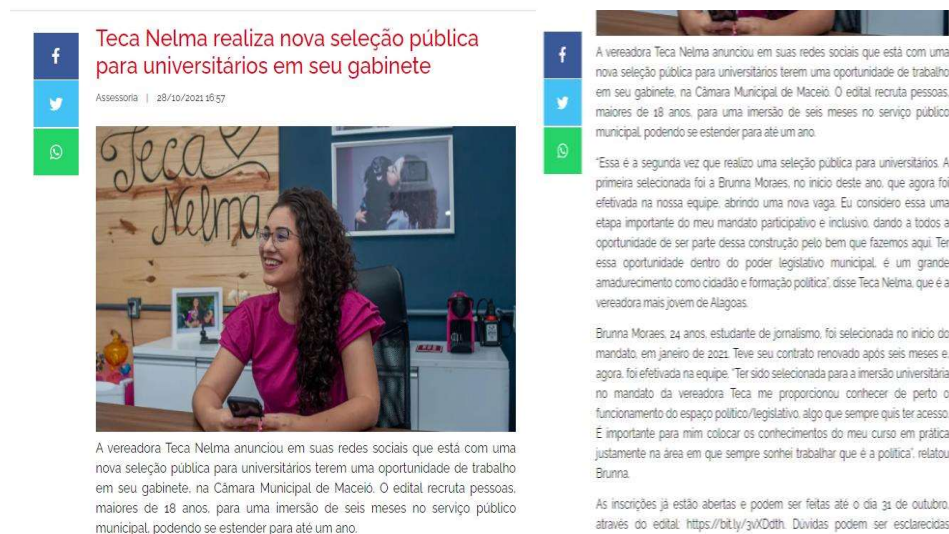 Teca Nelma realiza nova seleção pública
para universitários em seu gabinete
Assessoria | 28/10/2021 16:57
Teca
Nelma
A vereadora Teca Nelma anunciou em suas redes sociais que está com uma
nova seleção pública para universitários terem uma oportunidade de trabalho
em seu gabinete, na Câmara Municipal de Maceió. O edital recruta pessoas,
maiores de 18 anos, para uma imersão de seis meses no serviço público
municipal, podendo se estender para até um ano.
A vereadora Teca Nelma anunciou em suas redes sociais que está com uma
nova seleção pública para universitários terem uma oportunidade de trabalho
em seu gabinete, na Câmara Municipal de Maceió. O edital recruta pessoas,
maiores de 18 anos, para uma imersão de seis meses no serviço público
municipal, podendo se estender para até um ano.
"Essa é a segunda vez que realizo uma seleção pública para universitários. A
primeira selecionada foi a Brunna Moraes, no início deste ano, que agora foi
efetivada na nossa equipe, abrindo uma nova vaga. Eu considero essa uma
etapa importante do meu mandato participativo e inclusivo, dando a todos a
oportunidade de ser parte dessa construção pelo bem que fazemos aqui. Ter
essa oportunidade dentro do poder legislativo municipal, é um grande
amadurecimento como cidadão e formação política", disse Teca Nelma, que é a
vereadora mais jovem de Alagoas.
Brunna Moraes, 24 anos, estudante de jornalismo, foi selecionada no início do
mandato, em janeiro de 2021. Teve seu contrato renovado após seis meses e,
agora, foi efetivada na equipe. "Ter sido selecionada para a imersão universitária
no mandato da vereadora Teca me proporcionou conhecer de perto o
funcionamento do espaço político/legislativo, algo que sempre quis ter acesso.
É importante para mim colocar os conhecimentos do meu curso em prática
justamente na área em que sempre sonhei trabalhar que é a política", relatou
Brunna.
As inscrições já estão abertas e podem ser feitas até o dia 31 de outubro,
através do edital: https://bit.ly/3vXDdth. Dúvidas podem ser esclarecidas